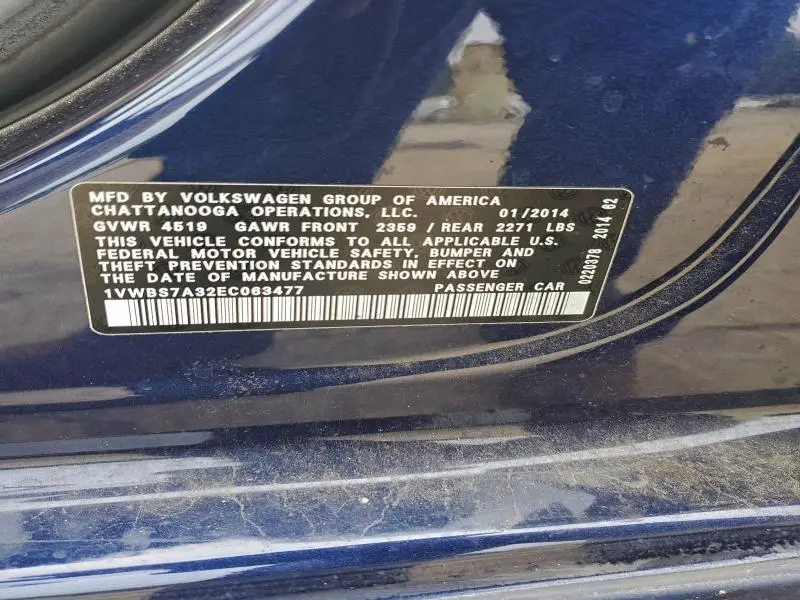 MFD BY VOLKSWAGEN GROUP OF AMERICA
CHATTANOOGA OPERATIONS, LLC. 01/2014
GVWR 4519 GAWR FRONT 2359 / REAR 2271 LBS
THIS VEHICLE CONFORMS TO ALL APPLICABLE U.S.
FEDERAL MOTOR VEHICLE SAFETY, BUMPER AND
THEFT PREVENTION STANDARDS IN EFFECT ON
THE DATE OF MANUFACTURE SHOWN ABOVE
1VWBS7A32EC063477 PASSENGER CAR
0220378 2014 62